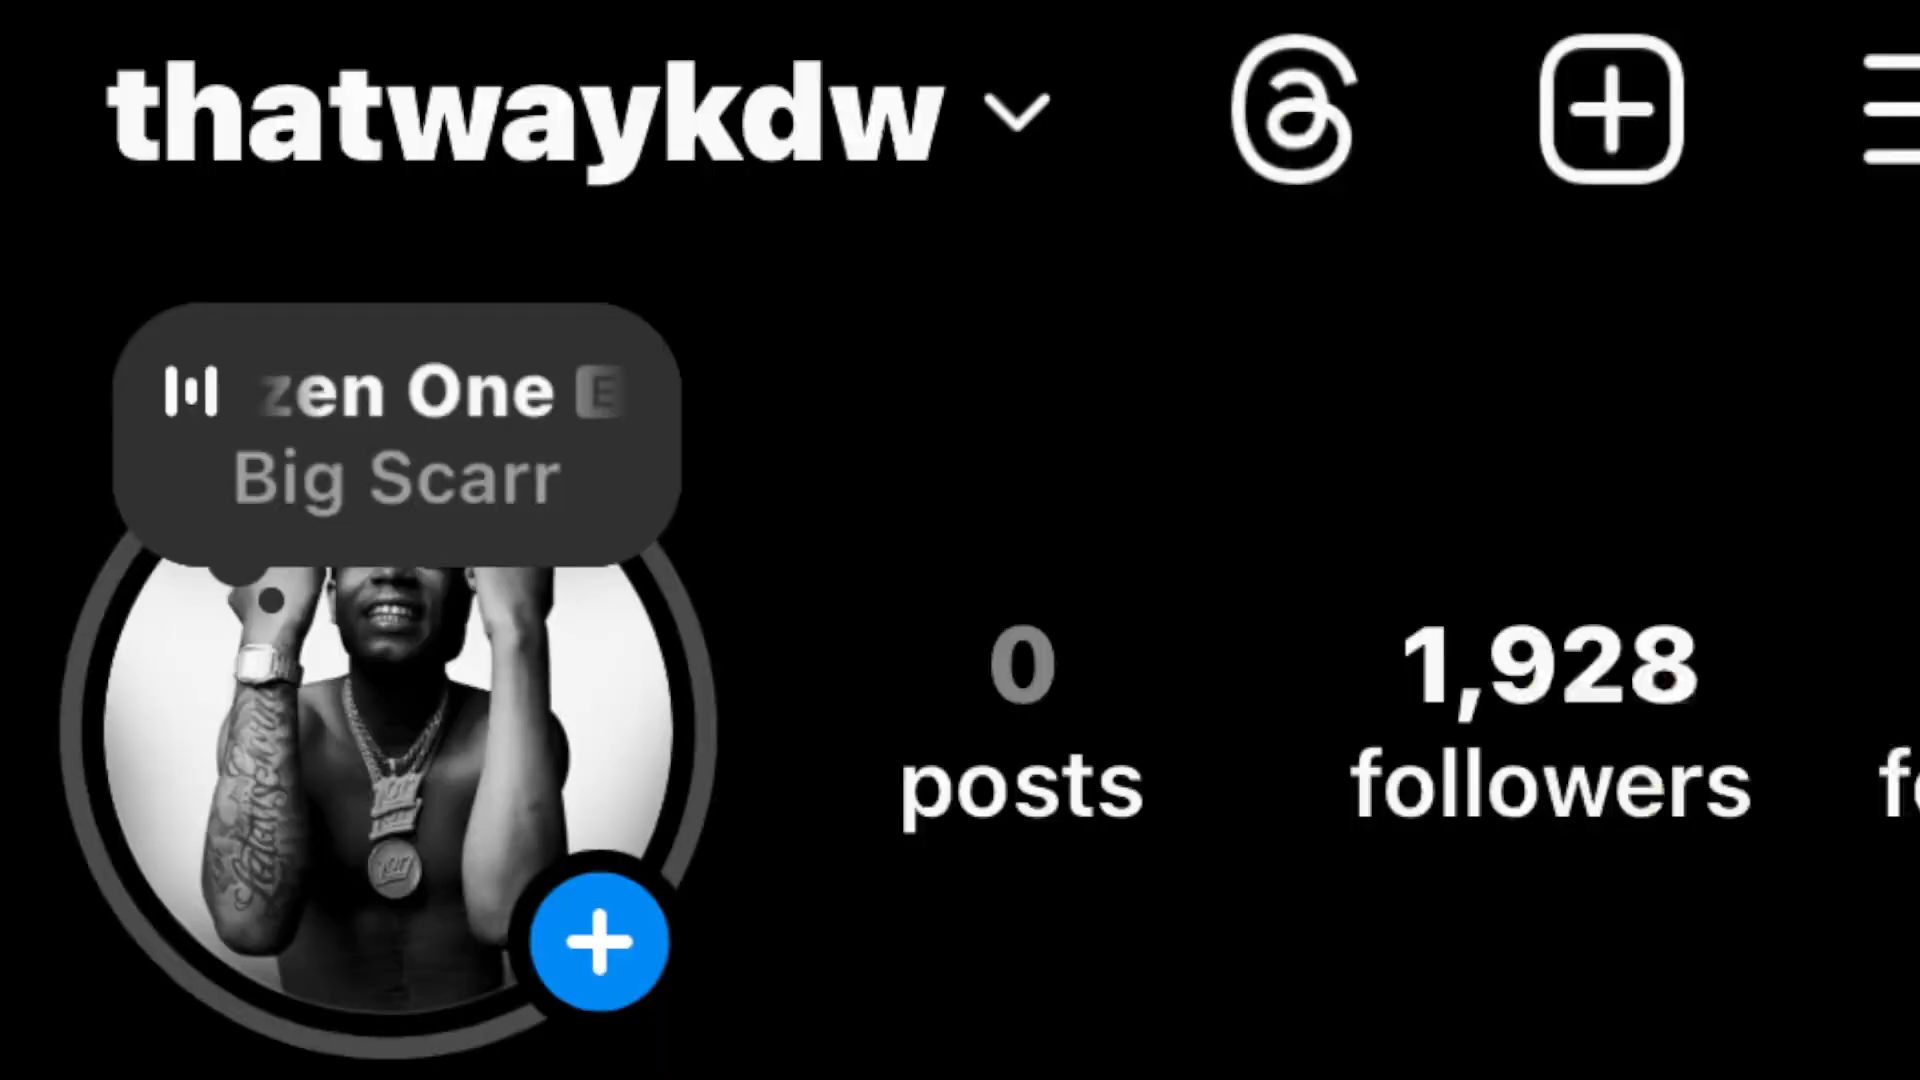 thatwaykdw
zen One E
Big Scarr
0
1,928
posts
followers